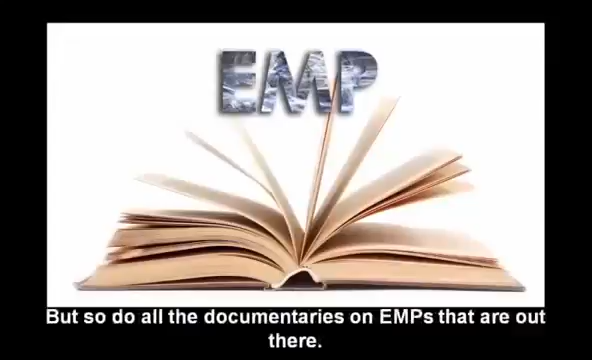 EMP
But so do all the documentaries on EMPs that are out
there.